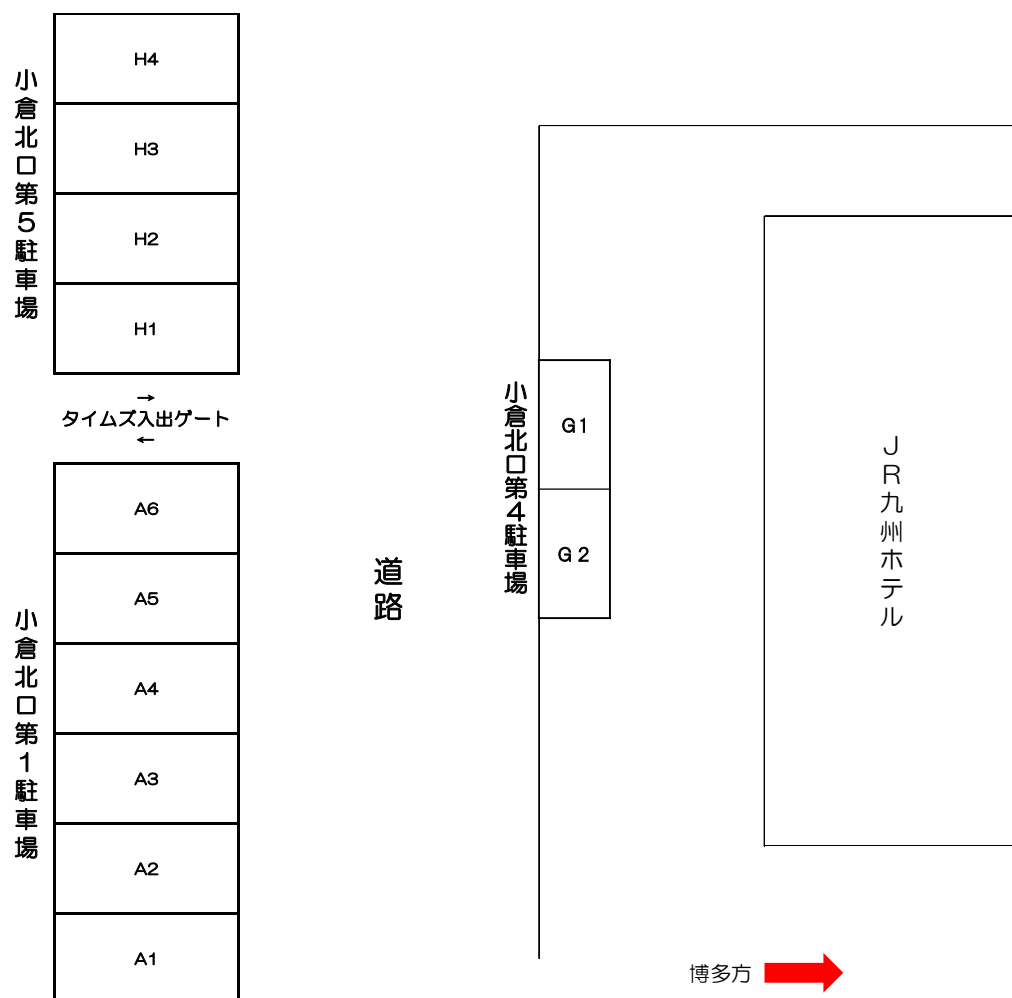 小倉北口第5駐車場
H4
H3
H2
H1
→
タイムズ入出ゲート
←
小倉北口第1駐車場
A6
A5
A4
A3
A2
A1
道路
小倉北口第4駐車場
G1
G2
JR九州ホテル
博多方